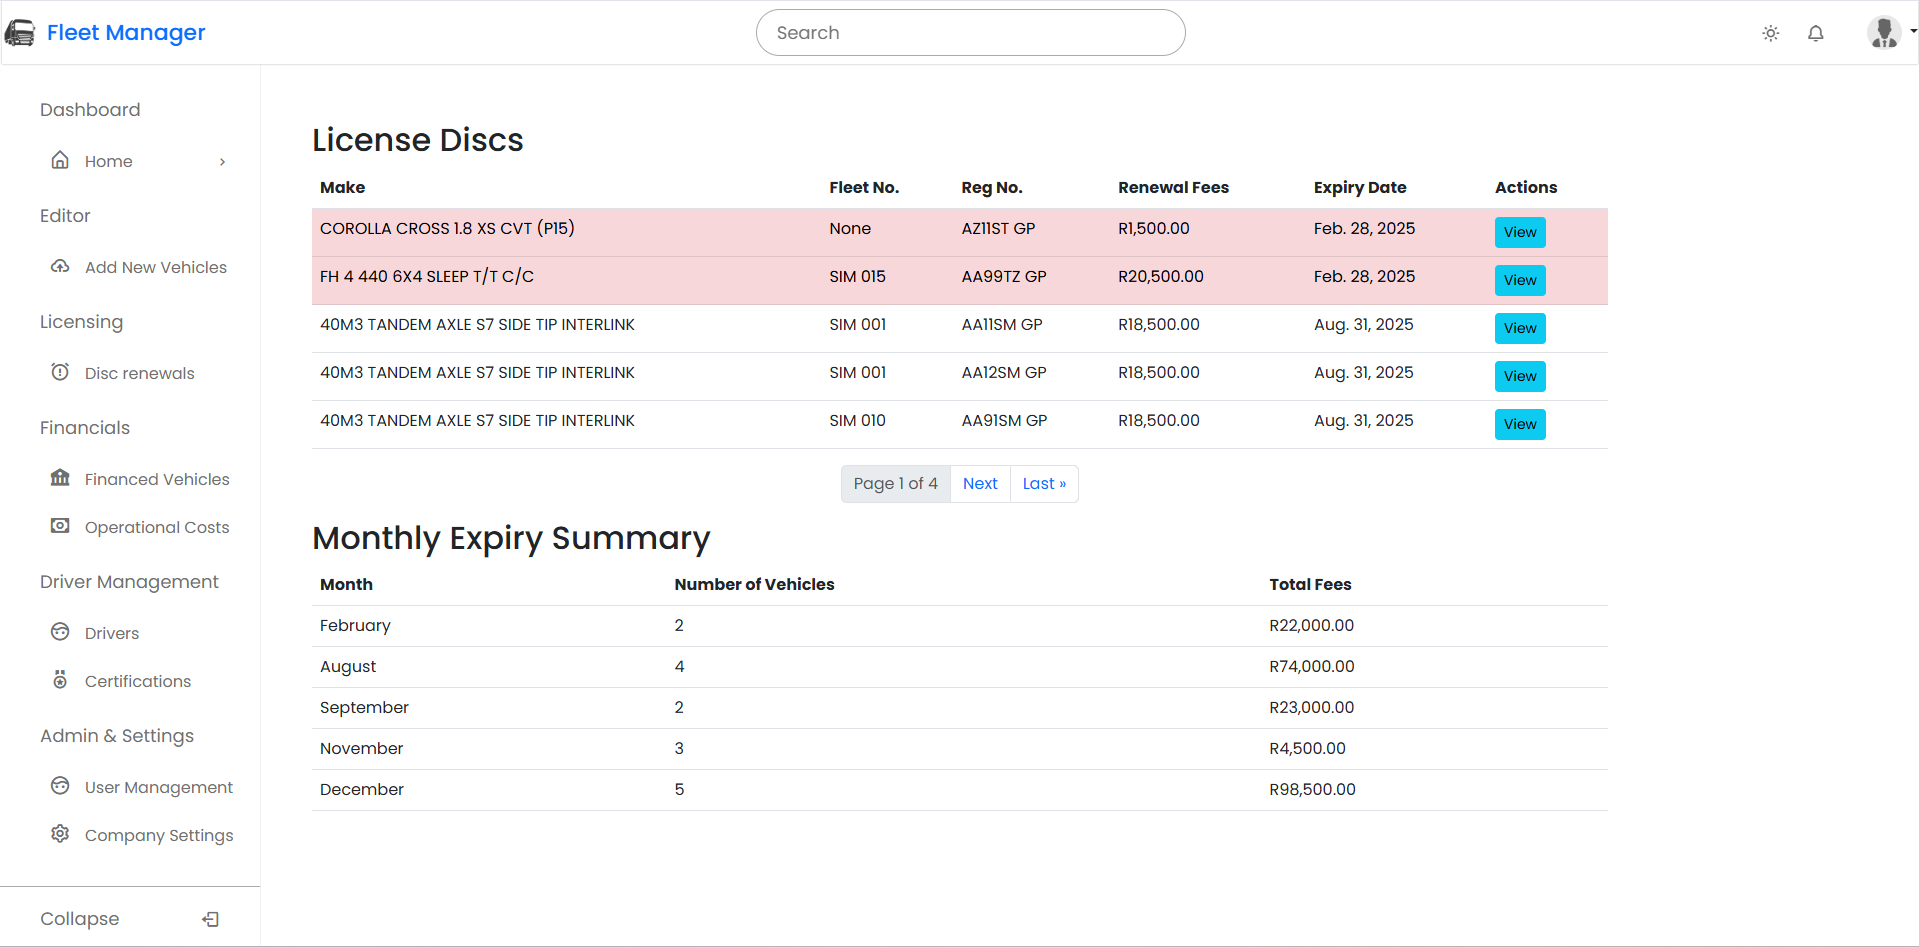 Fleet Manager
Search
Dashboard
Home
Editor
Add New Vehicles
Licensing
Disc renewals
Financials
Financed Vehicles
Operational Costs
Driver Management
Drivers
Certifications
Admin & Settings
User Management
Company Settings
Collapse
License Discs
Make Fleet No. Reg No. Renewal Fees Expiry Date Actions
COROLLA CROSS 1.8 XS CVT (P15) None AZ11ST GP R1,500.00 Feb. 28, 2025 View
FH 4 440 6X4 SLEEP T/T C/C SIM 015 AA99TZ GP R20,500.00 Feb. 28, 2025 View
40M3 TANDEM AXLE S7 SIDE TIP INTERLINK SIM 001 AA11SM GP R18,500.00 Aug. 31, 2025 View
40M3 TANDEM AXLE S7 SIDE TIP INTERLINK SIM 001 AA12SM GP R18,500.00 Aug. 31, 2025 View
40M3 TANDEM AXLE S7 SIDE TIP INTERLINK SIM 010 AA91SM GP R18,500.00 Aug. 31, 2025 View
Page 1 of 4 Next Last »
Monthly Expiry Summary
Month Number of Vehicles Total Fees
February 2 R22,000.00
August 4 R74,000.00
September 2 R23,000.00
November 3 R4,500.00
December 5 R98,500.00